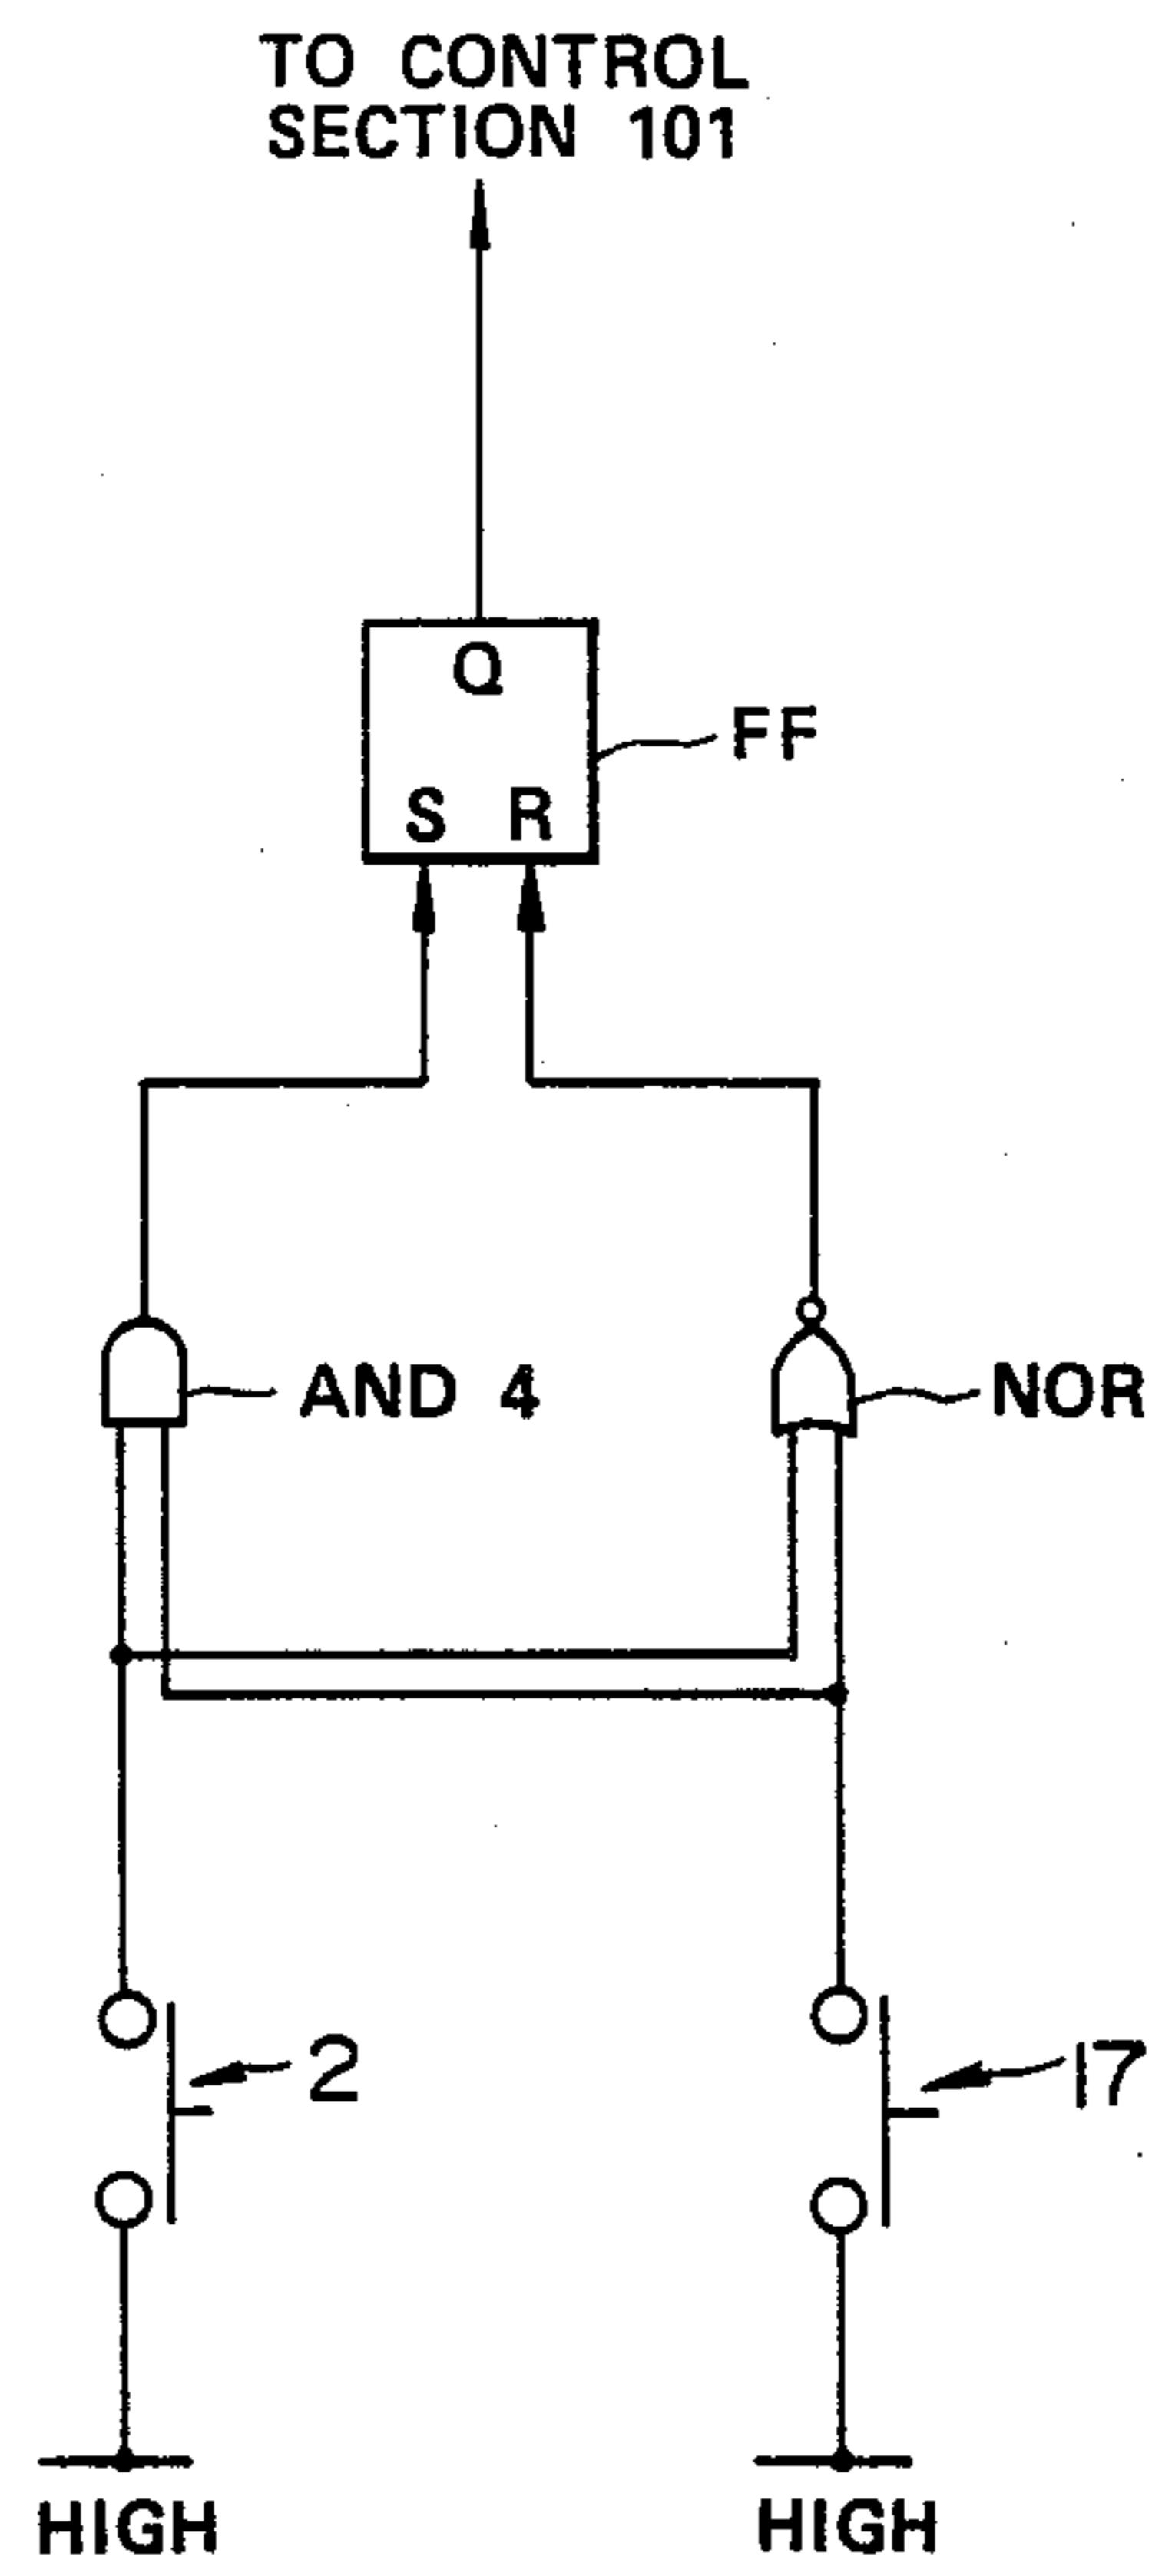 TO CONTROL
SECTION 101
Q
FF
S R
AND 4
NOR
2
17
HIGH
HIGH